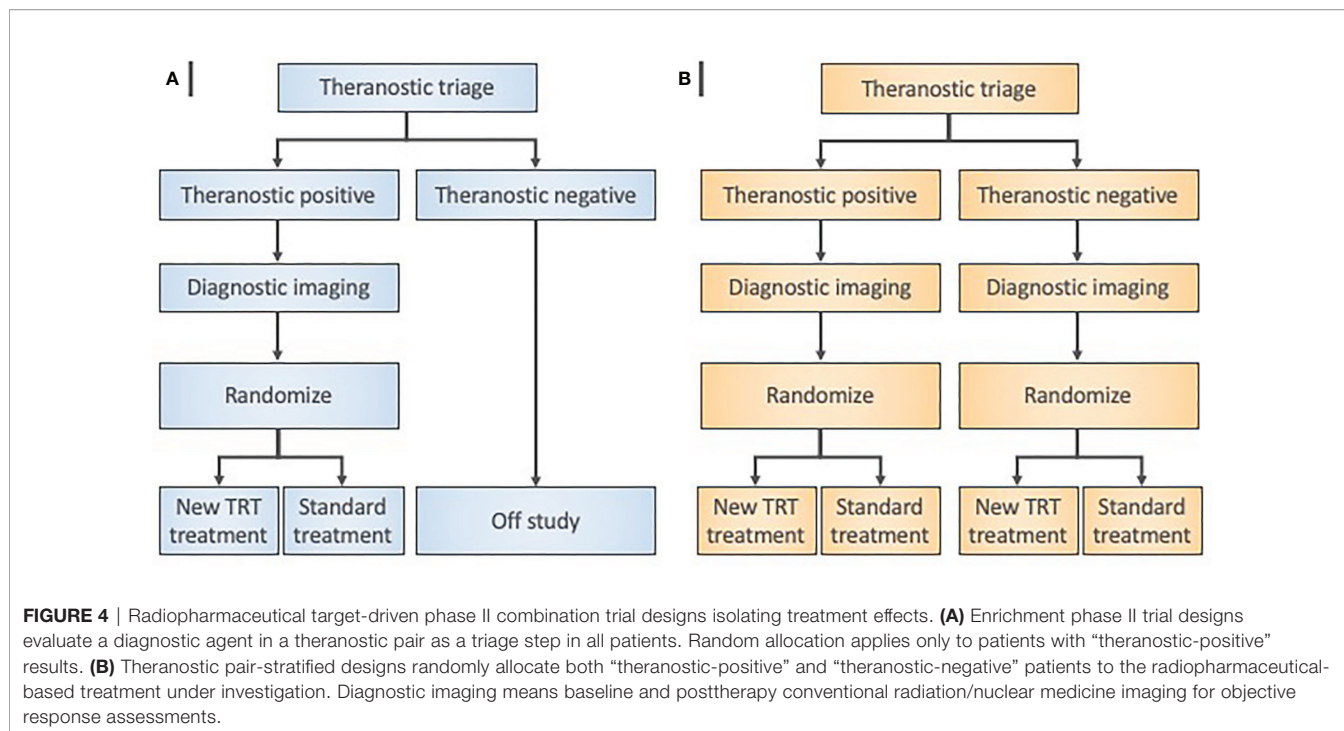 A
Theranostic triage
Theranostic positive
Theranostic negative
Diagnostic imaging
Randomize
New TRT
treatment
Standard
treatment
Off study
B
Theranostic triage
Theranostic positive
Theranostic negative
Diagnostic imaging
Diagnostic imaging
Randomize
Randomize
New TRT
treatment
Standard
treatment
New TRT
treatment
Standard
treatment
FIGURE 4 | Radiopharmaceutical target-driven phase II combination trial designs isolating treatment effects. (A) Enrichment phase II trial designs
evaluate a diagnostic agent in a theranostic pair as a triage step in all patients. Random allocation applies only to patients with “theranostic-positive”
results. (B) Theranostic pair-stratified designs randomly allocate both “theranostic-positive” and “theranostic-negative” patients to the radiopharmaceutical-
based treatment under investigation. Diagnostic imaging means baseline and posttherapy conventional radiation/nuclear medicine imaging for objective
response assessments.